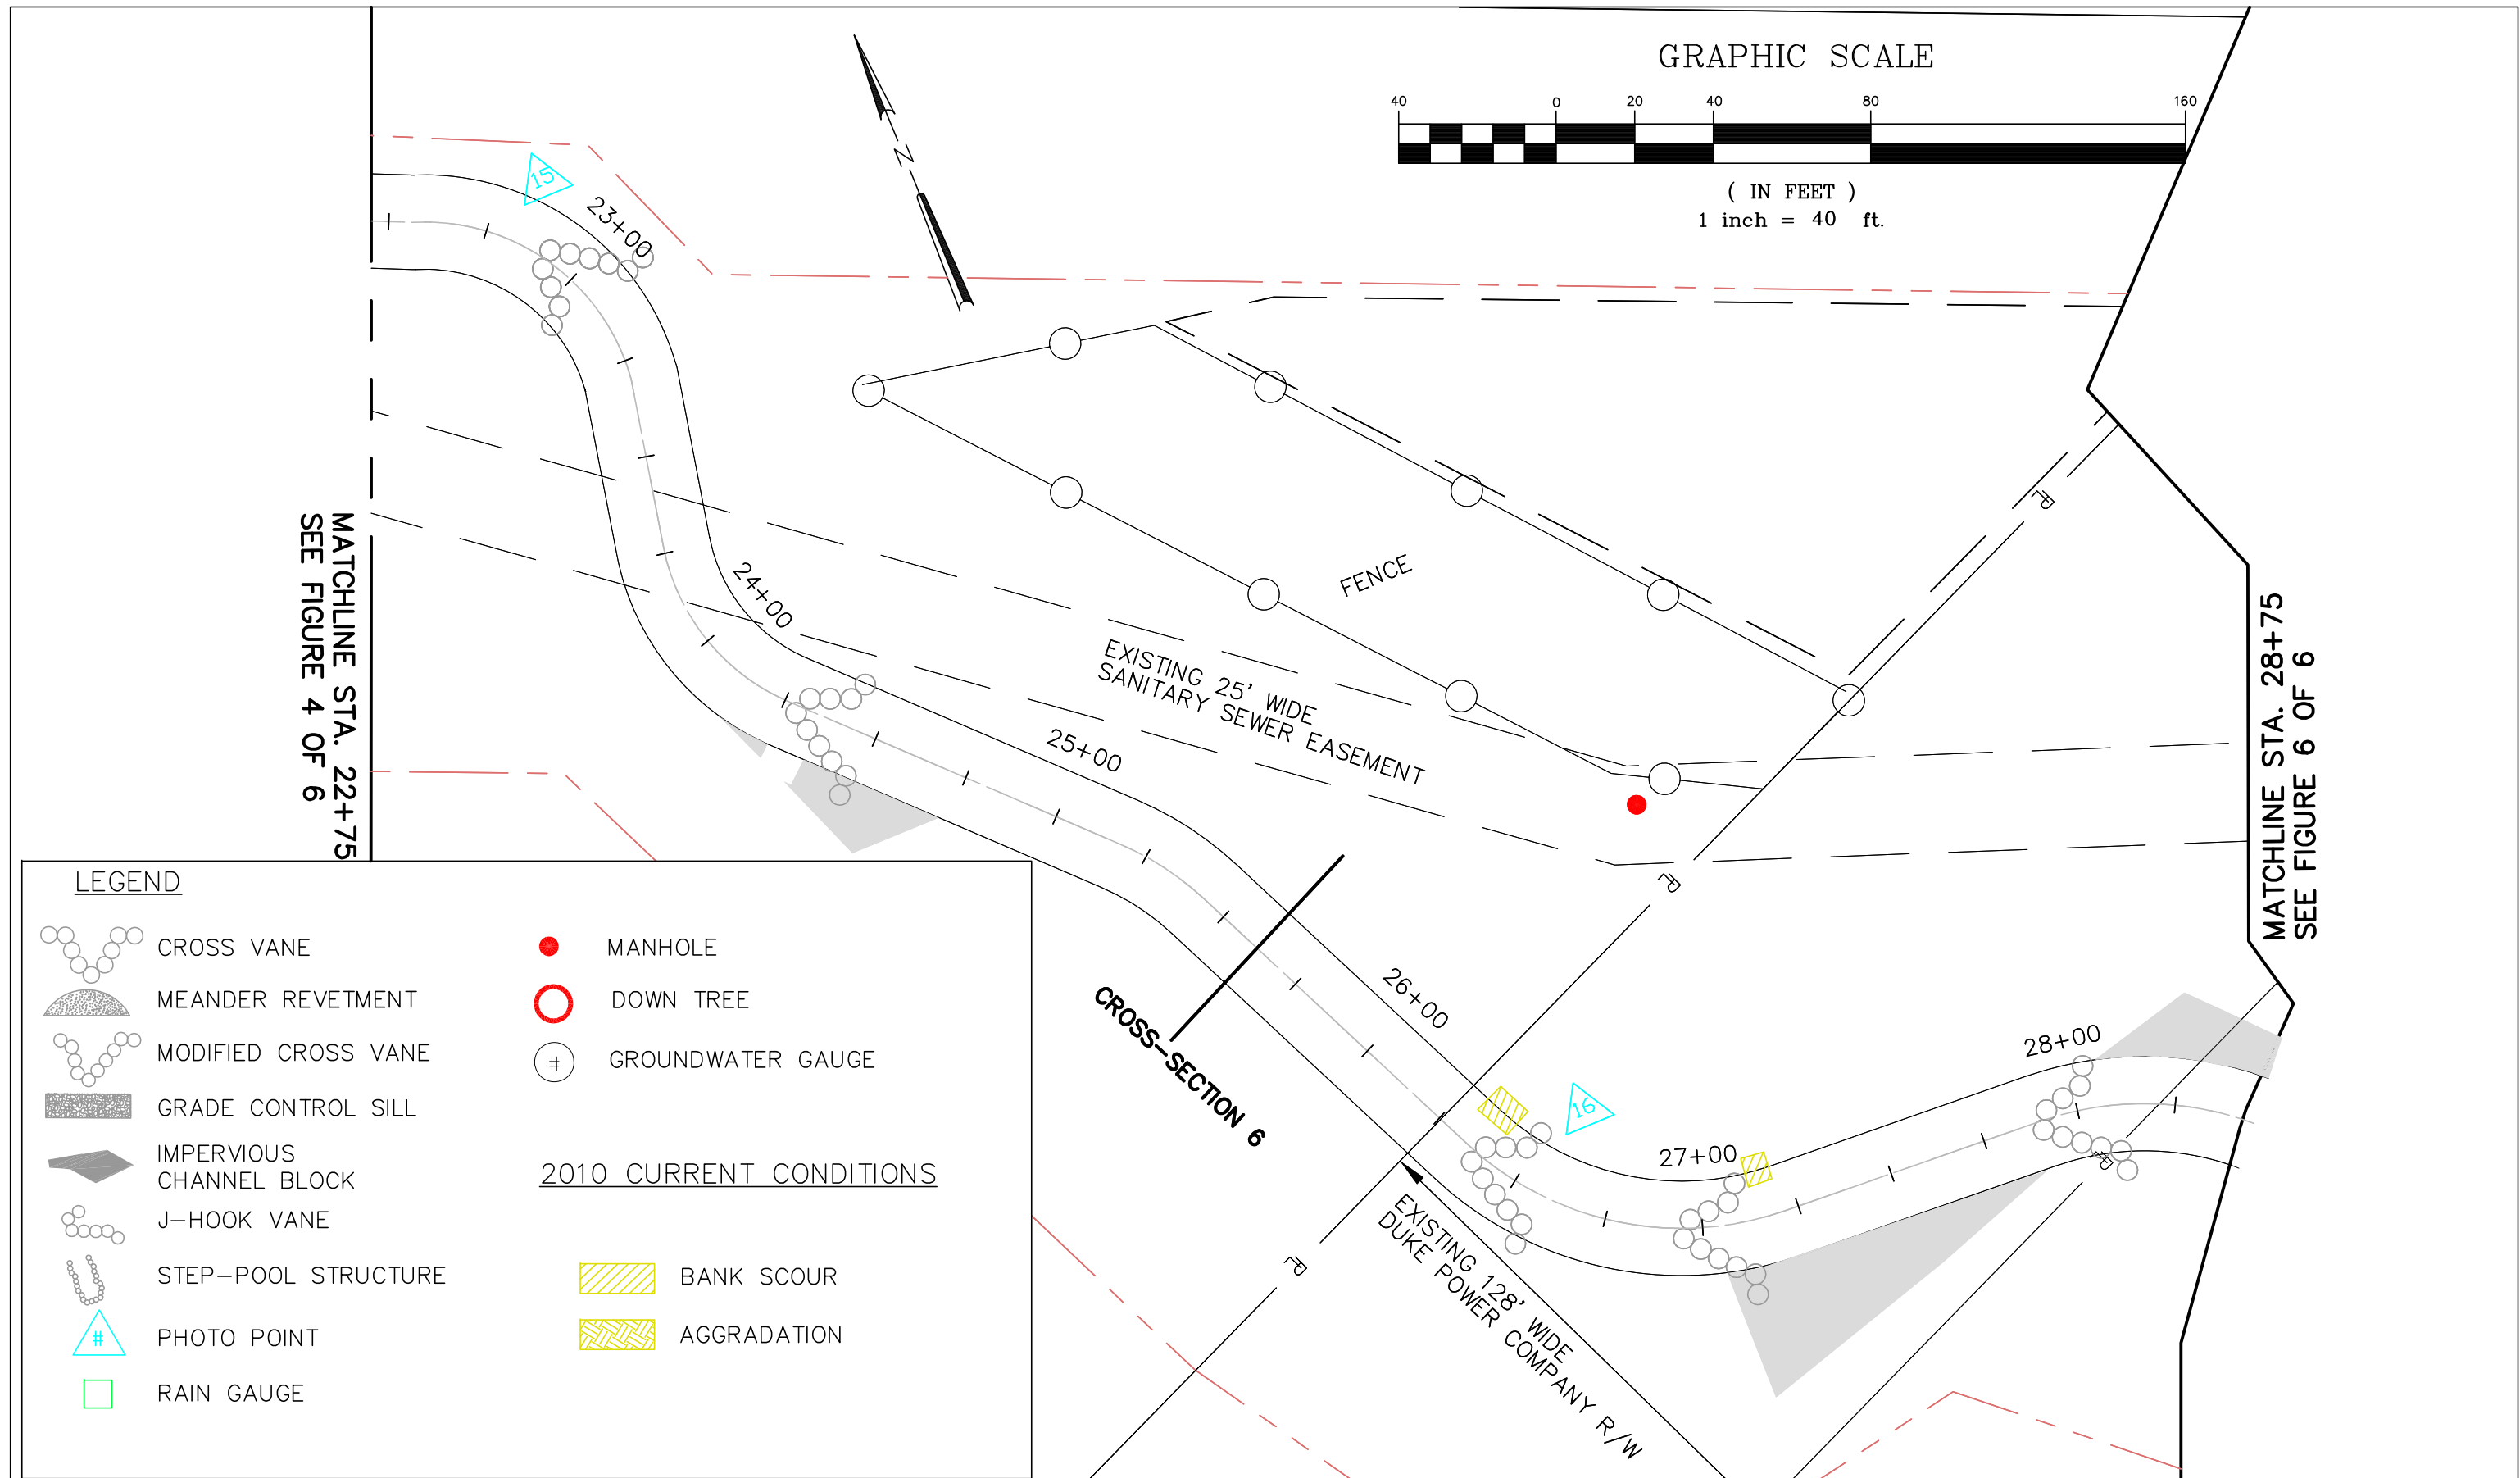 GRAPHIC SCALE
40 0 20 40 80 160
( IN FEET )
1 inch = 40 ft.
N
15
23+00
24+00
25+00
26+00
27+00
28+00
16
FENCE
EXISTING 25' WIDE
SANITARY SEWER EASEMENT
MATCHLINE STA. 22+75
SEE FIGURE 4 OF 6
MATCHLINE STA. 28+75
SEE FIGURE 6 OF 6
CROSS-SECTION 6
EXISTING 128' WIDE
DUKE POWER COMPANY R/W
P
P
P
P
LEGEND
CROSS VANE
MEANDER REVETMENT
MODIFIED CROSS VANE
GRADE CONTROL SILL
IMPERVIOUS
CHANNEL BLOCK
J-HOOK VANE
STEP-POOL STRUCTURE
#
PHOTO POINT
RAIN GAUGE
MANHOLE
DOWN TREE
#
GROUNDWATER GAUGE
2010 CURRENT CONDITIONS
BANK SCOUR
AGGRADATION